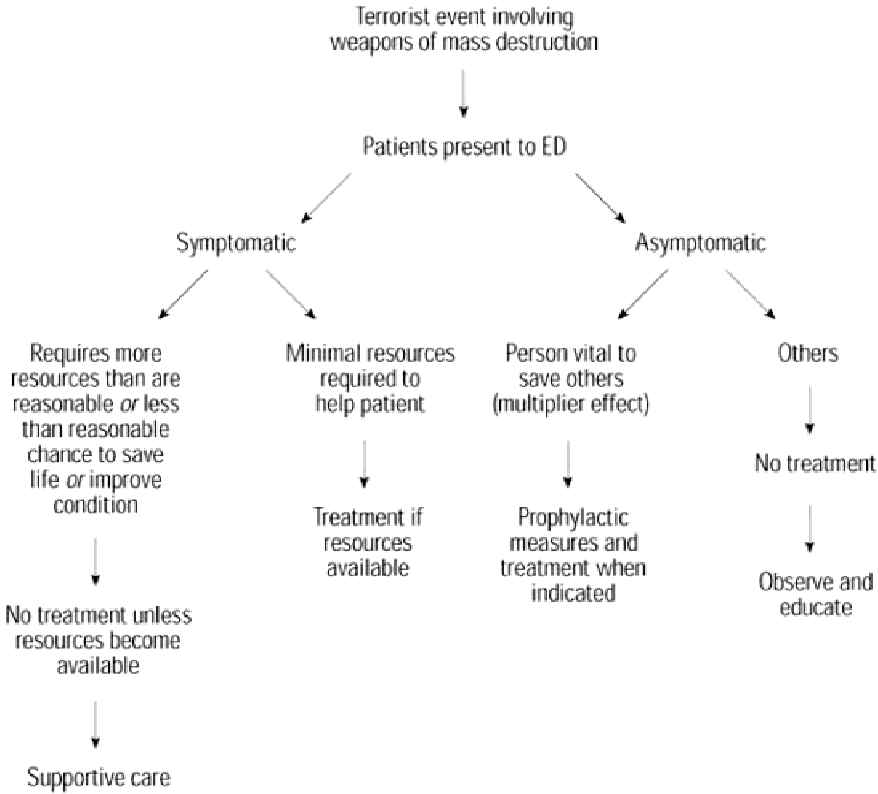 Terrorist event involving
weapons of mass destruction
Patients present to ED
Symptomatic
Asymptomatic
Requires more
resources than are
reasonable or less
than reasonable
chance to save
life or improve
condition
No treatment unless
resources become
available
Supportive care
Minimal resources
required to
help patient
Treatment if
resources
available
Person vital to
save others
(multiplier effect)
Prophylactic
measures and
treatment when
indicated
Others
No treatment
Observe and
educate